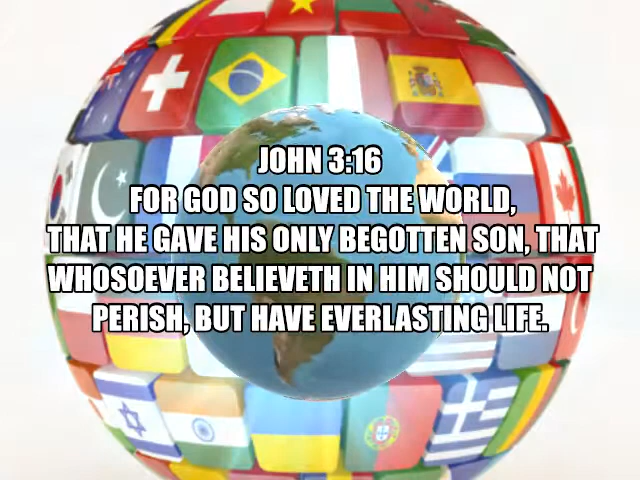 JOHN 3:16
FOR GOD SO LOVED THE WORLD,
THAT HE GAVE HIS ONLY BEGOTTEN SON, THAT
WHOSOEVER BELIEVETH IN HIM SHOULD NOT
PERISH, BUT HAVE EVERLASTING LIFE.